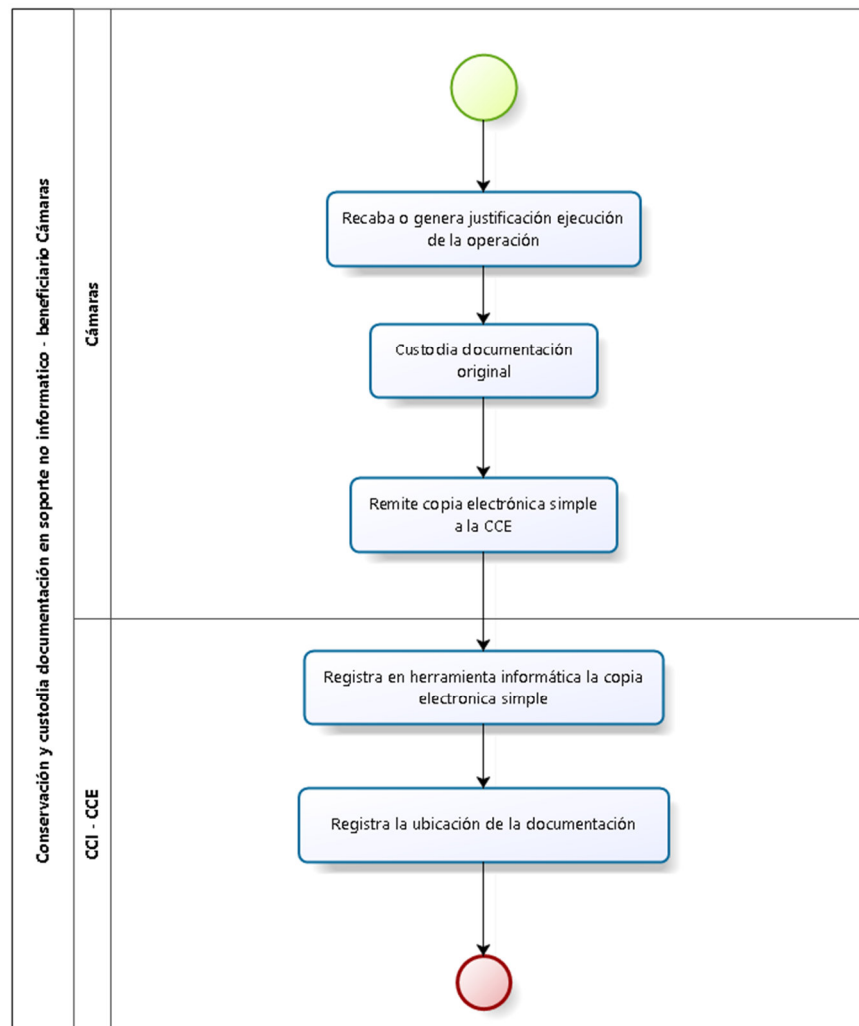 Conservación y custodia documentación en soporte no informatico - beneficiario Cámaras
Cámaras
Recaba o genera justificación ejecución
de la operación
Custodia documentación
original
Remite copia electrónica simple
a la CCE
CCI - CCE
Registra en herramienta informática la copia
electronica simple
Registra la ubicación de la documentación